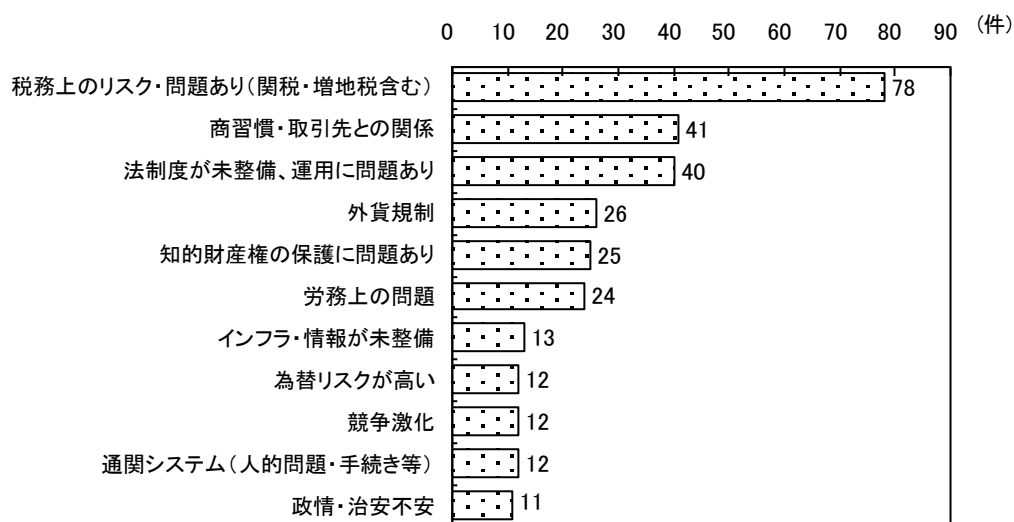 0 10 20 30 40 50 60 70 80 90 (件)
税務上のリスク・問題あり(関税・増地税含む) 78
商習慣・取引先との関係 41
法制度が未整備、運用に問題あり 40
外貨規制 26
知的財産権の保護に問題あり 25
労務上の問題 24
インフラ・情報が未整備 13
為替リスクが高い 12
競争激化 12
通関システム(人的問題・手続き等) 12
政情・治安不安 11